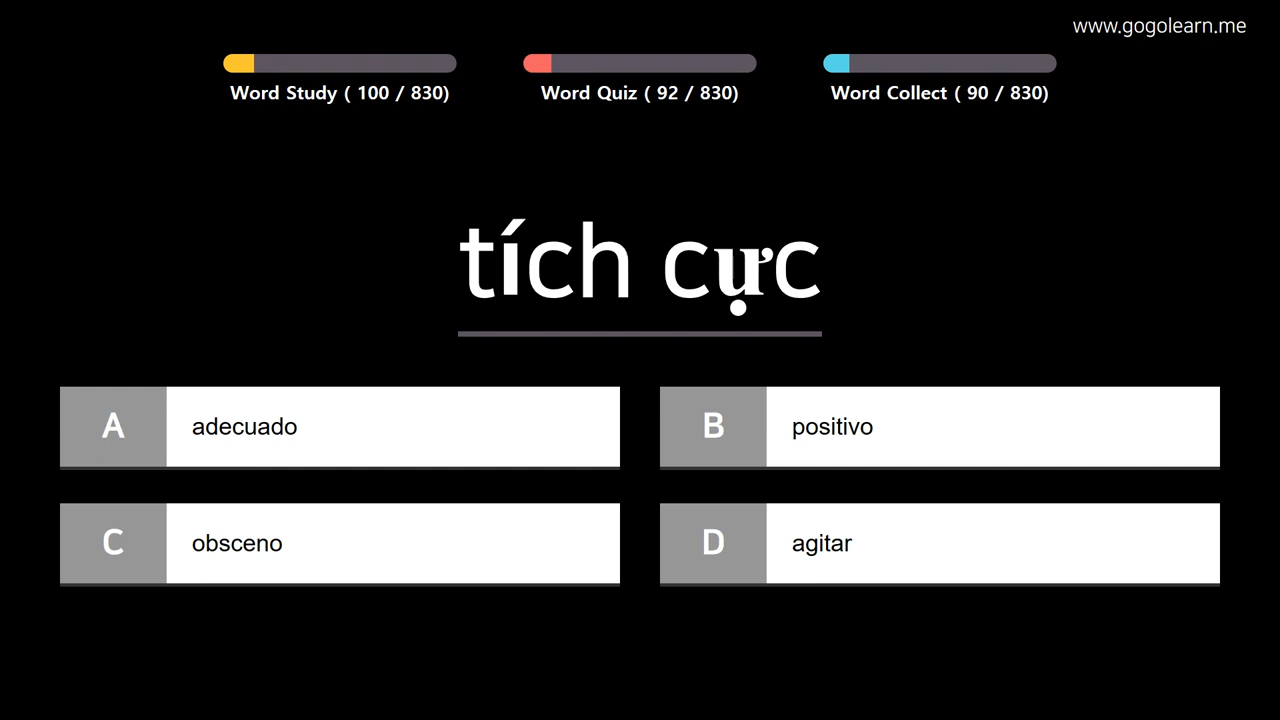 www.gogolearn.me
Word Study ( 100 / 830)
Word Quiz ( 92 / 830)
Word Collect ( 90 / 830)
tích cực
A adecuado
B positivo
C obsceno
D agitar